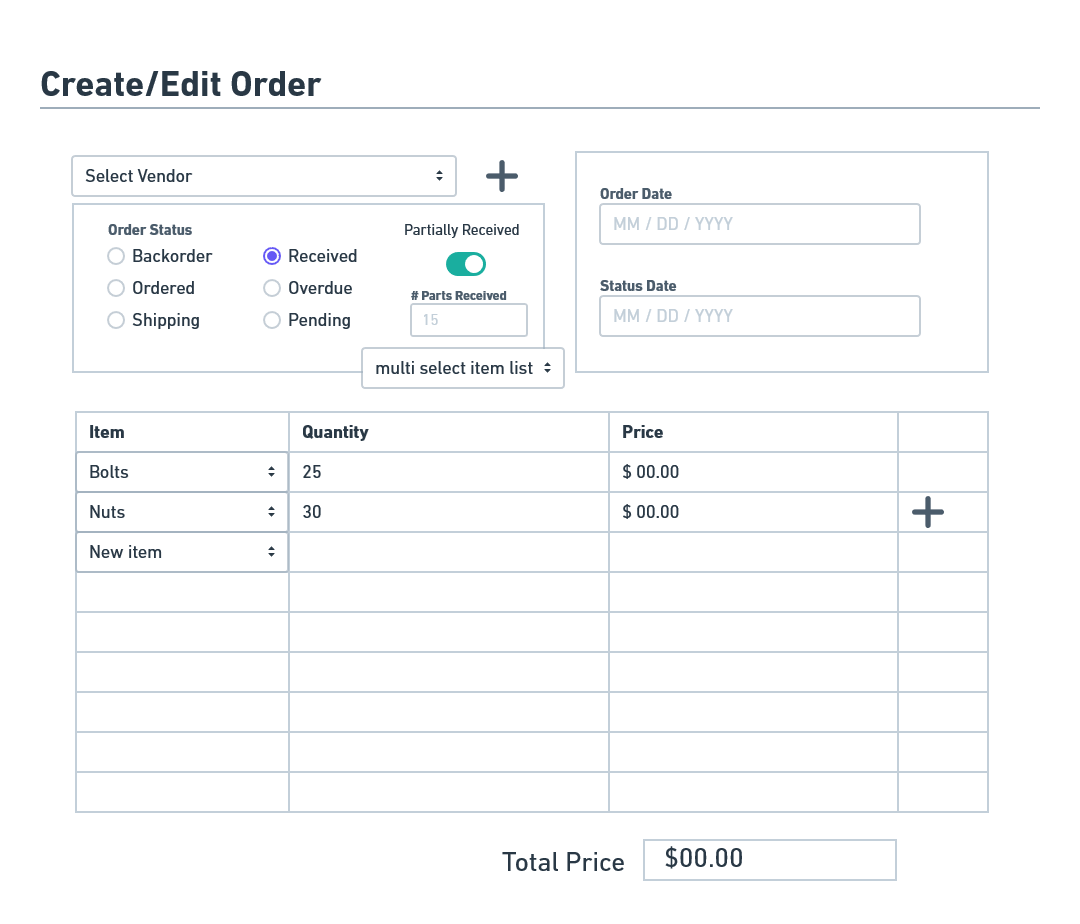 Create/Edit Order
Select Vendor
Order Status
Backorder
Ordered
Shipping
Received
Overdue
Pending
Partially Received
# Parts Received
15
multi select item list
Order Date
MM / DD / YYYY
Status Date
MM / DD / YYYY
Item Quantity Price
Bolts 25 $ 00.00
Nuts 30 $ 00.00
New item
Total Price $00.00